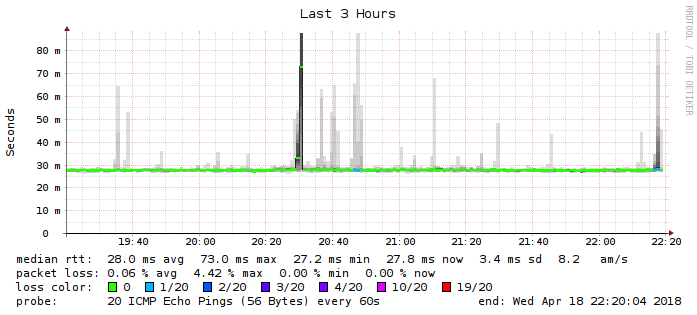 Last 3 Hours
RRDTOOL / TOBI OETIKER
Seconds
80 m
70 m
60 m
50 m
40 m
30 m
20 m
10 m
0
19:40 20:00 20:20 20:40 21:00 21:20 21:40 22:00 22:20
median rtt: 28.0 ms avg 73.0 ms max 27.2 ms min 27.8 ms now 3.4 ms sd 8.2 am/s
packet loss: 0.06 % avg 4.42 % max 0.00 % min 0.00 % now
loss color: 0 1/20 2/20 3/20 4/20 10/20 19/20
probe: 20 ICMP Echo Pings (56 Bytes) every 60s end: Wed Apr 18 22:20:04 2018